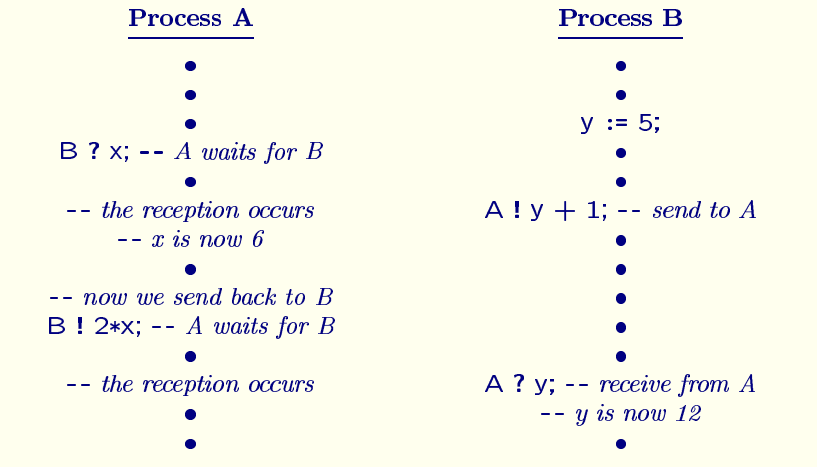 Process A
B ? x; -- A waits for B
-- the reception occurs
-- x is now 6
-- now we send back to B
B ! 2*x; -- A waits for B
-- the reception occurs
Process B
y := 5;
A ! y + 1; -- send to A
A ? y; -- receive from A
-- y is now 12